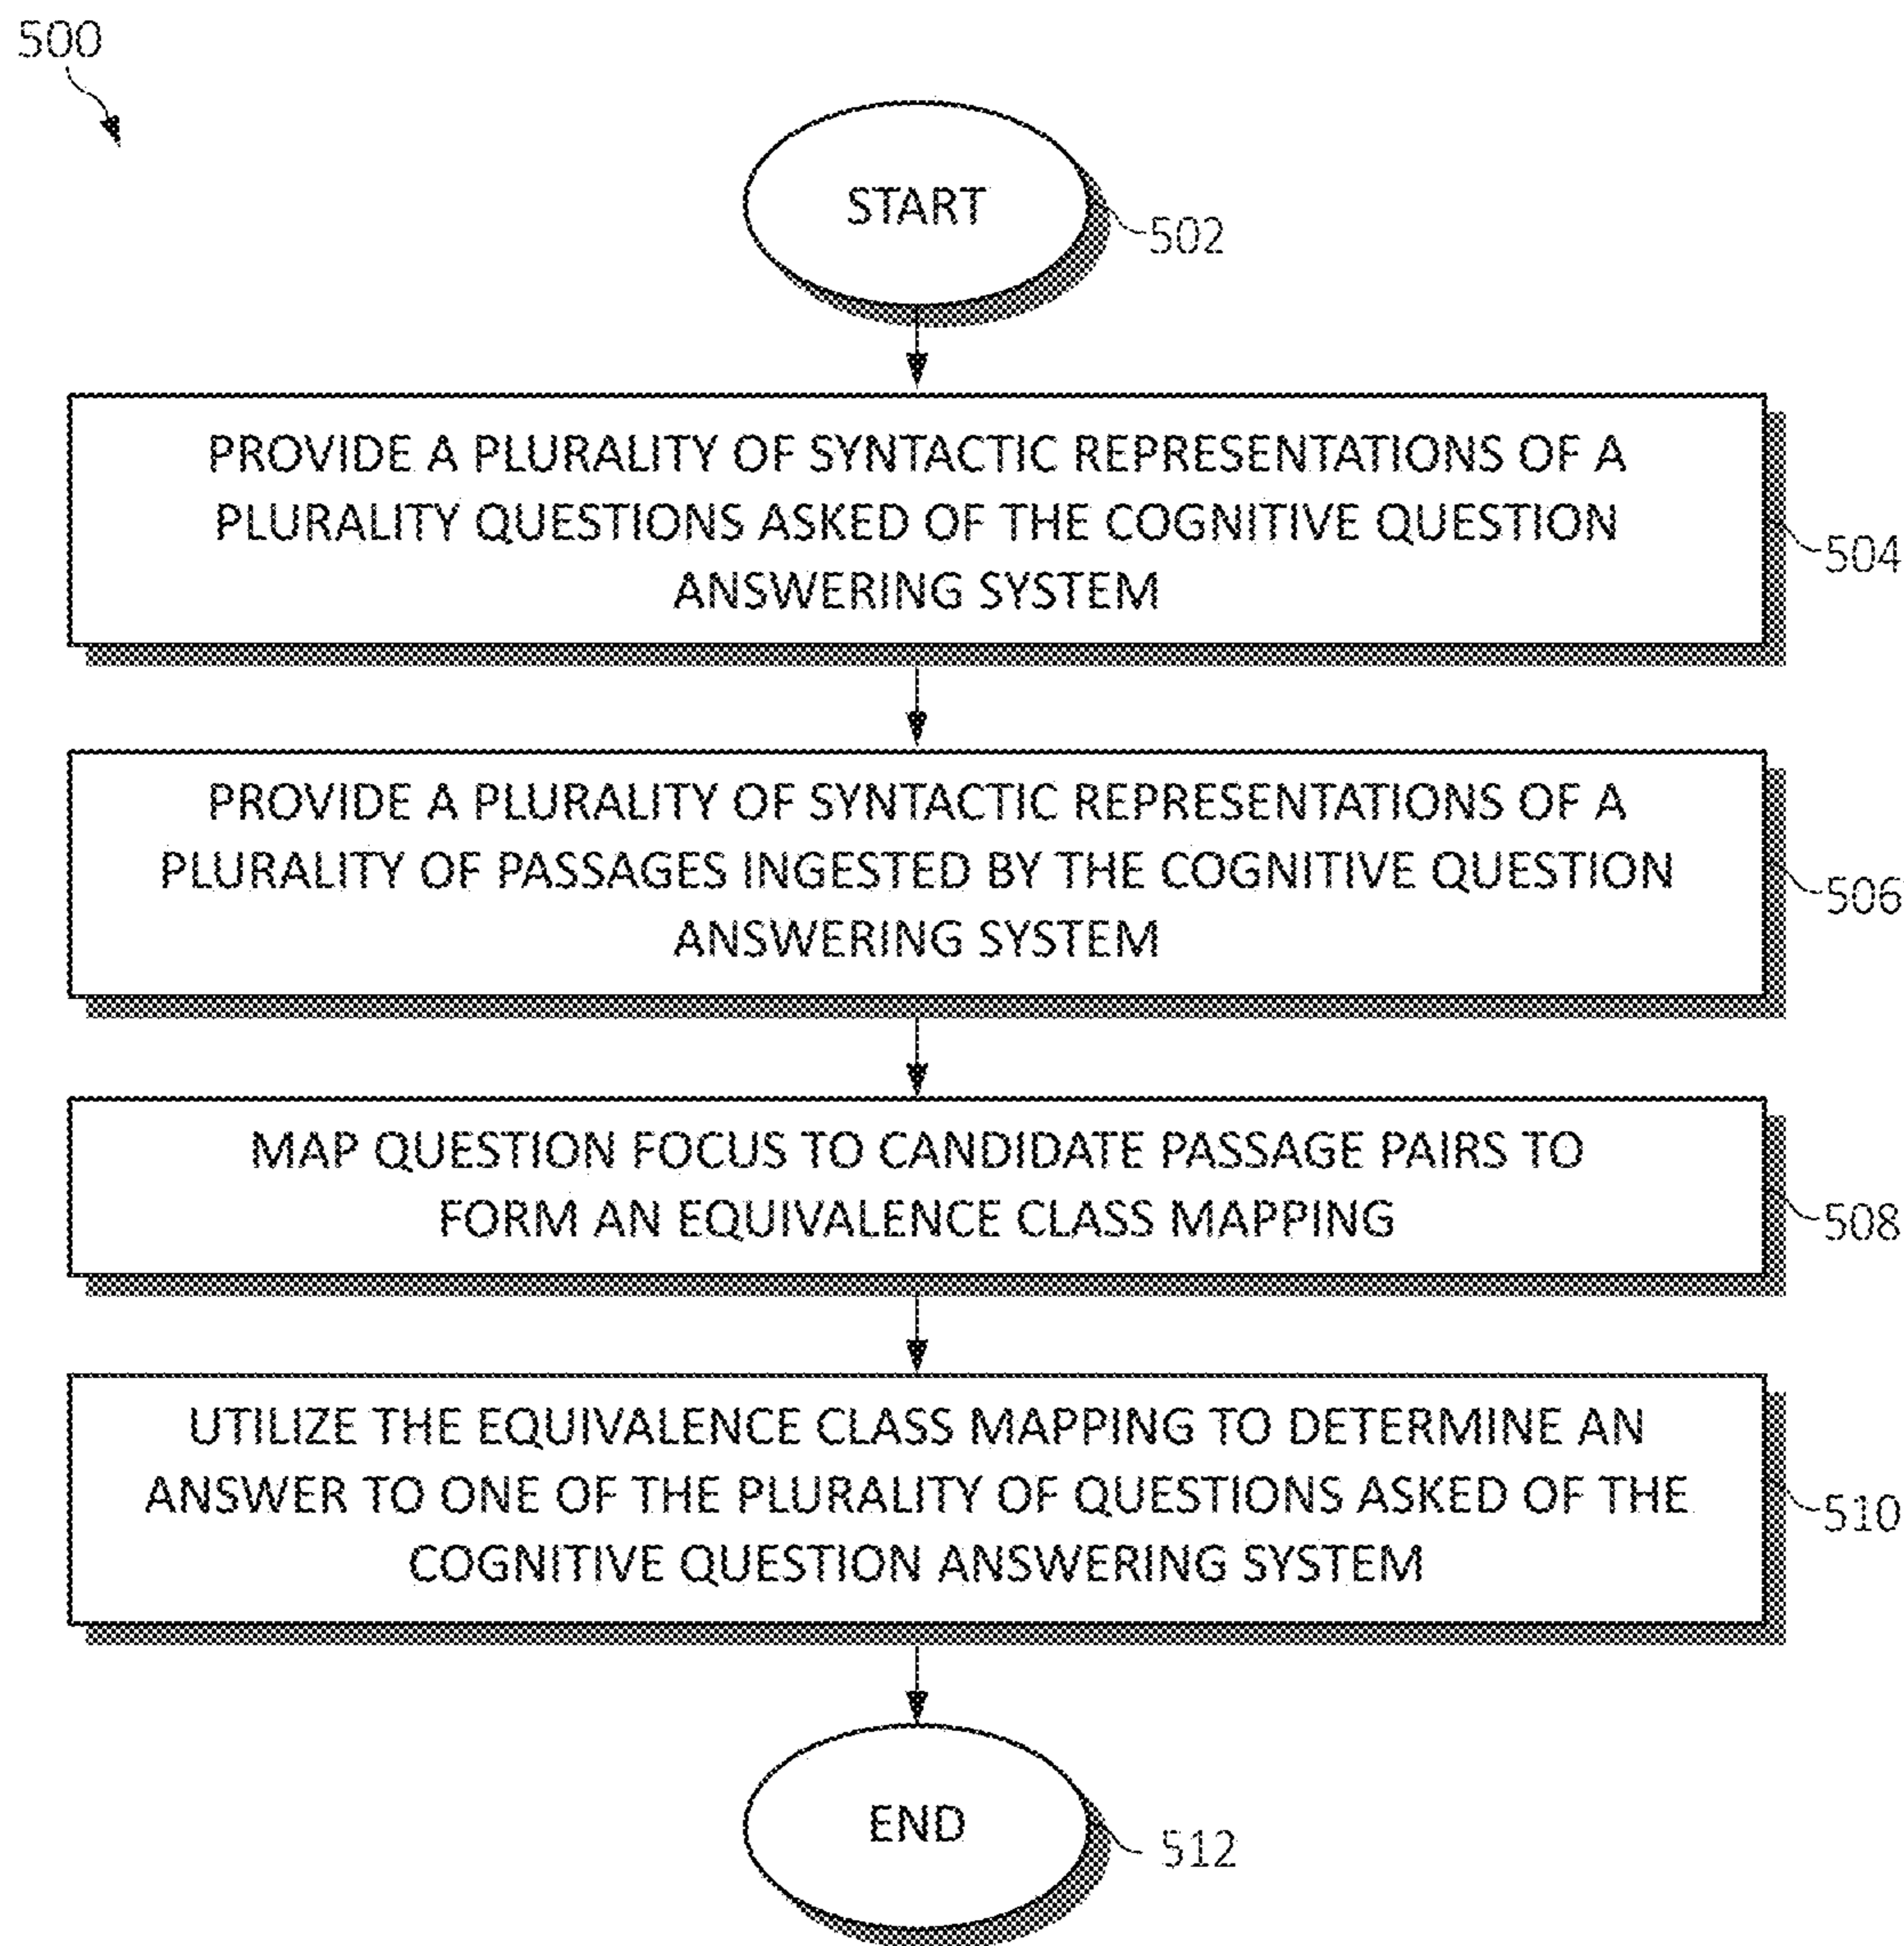 500
START
502
PROVIDE A PLURALITY OF SYNTACTIC REPRESENTATIONS OF A
PLURALITY QUESTIONS ASKED OF THE COGNITIVE QUESTION
ANSWERING SYSTEM
504
PROVIDE A PLURALITY OF SYNTACTIC REPRESENTATIONS OF A
PLURALITY OF PASSAGES INGESTED BY THE COGNITIVE QUESTION
ANSWERING SYSTEM
506
MAP QUESTION FOCUS TO CANDIDATE PASSAGE PAIRS TO
FORM AN EQUIVALENCE CLASS MAPPING
508
UTILIZE THE EQUIVALENCE CLASS MAPPING TO DETERMINE AN
ANSWER TO ONE OF THE PLURALITY OF QUESTIONS ASKED OF THE
COGNITIVE QUESTION ANSWERING SYSTEM
510
END
512